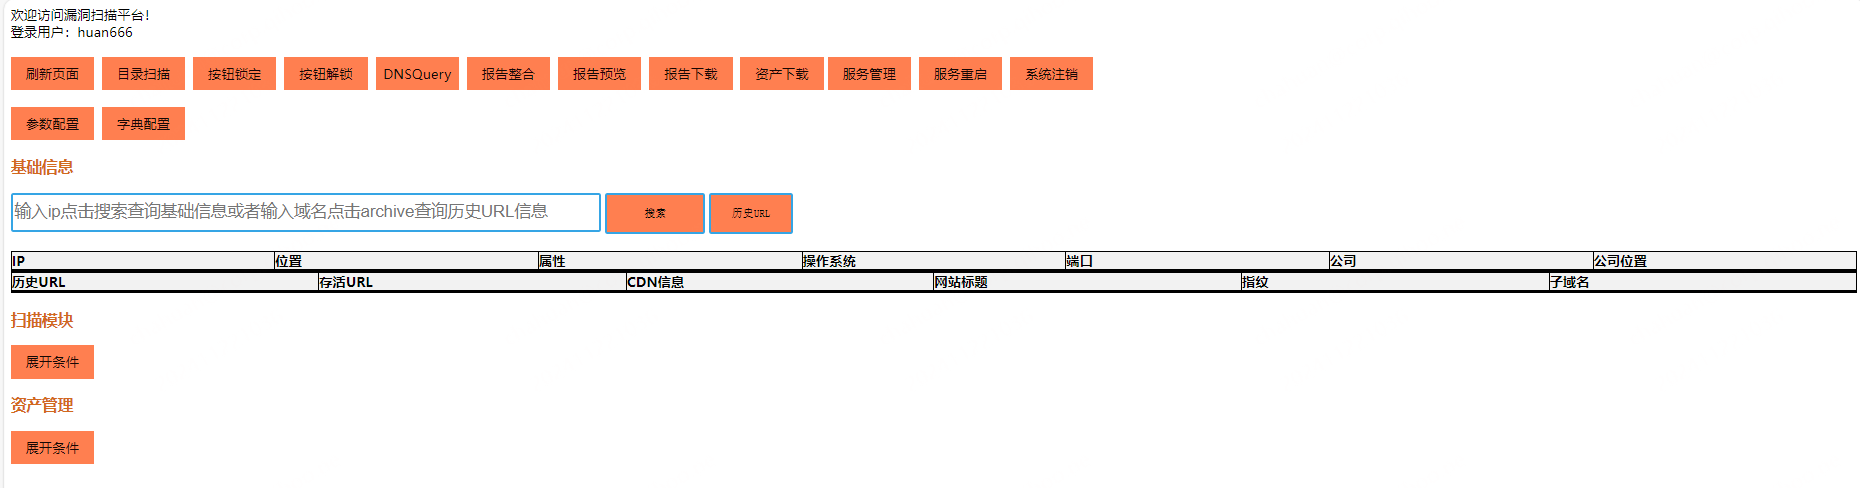 欢迎访问漏洞扫描平台！
登录用户：huan666
刷新页面 目录扫描 按钮锁定 按钮解锁 DNSQuery 报告整合 报告预览 报告下载 资产下载 服务管理 服务重启 系统注销
参数配置 字典配置
基础信息
输入ip点击搜索查询基础信息或者输入域名点击archive查询历史URL信息 搜索 历史URL
IP 位置 属性 操作系统 端口 公司 公司位置
历史URL 存活URL CDN信息 网站标题 指纹 子域名
扫描模块
展开条件
资产管理
展开条件